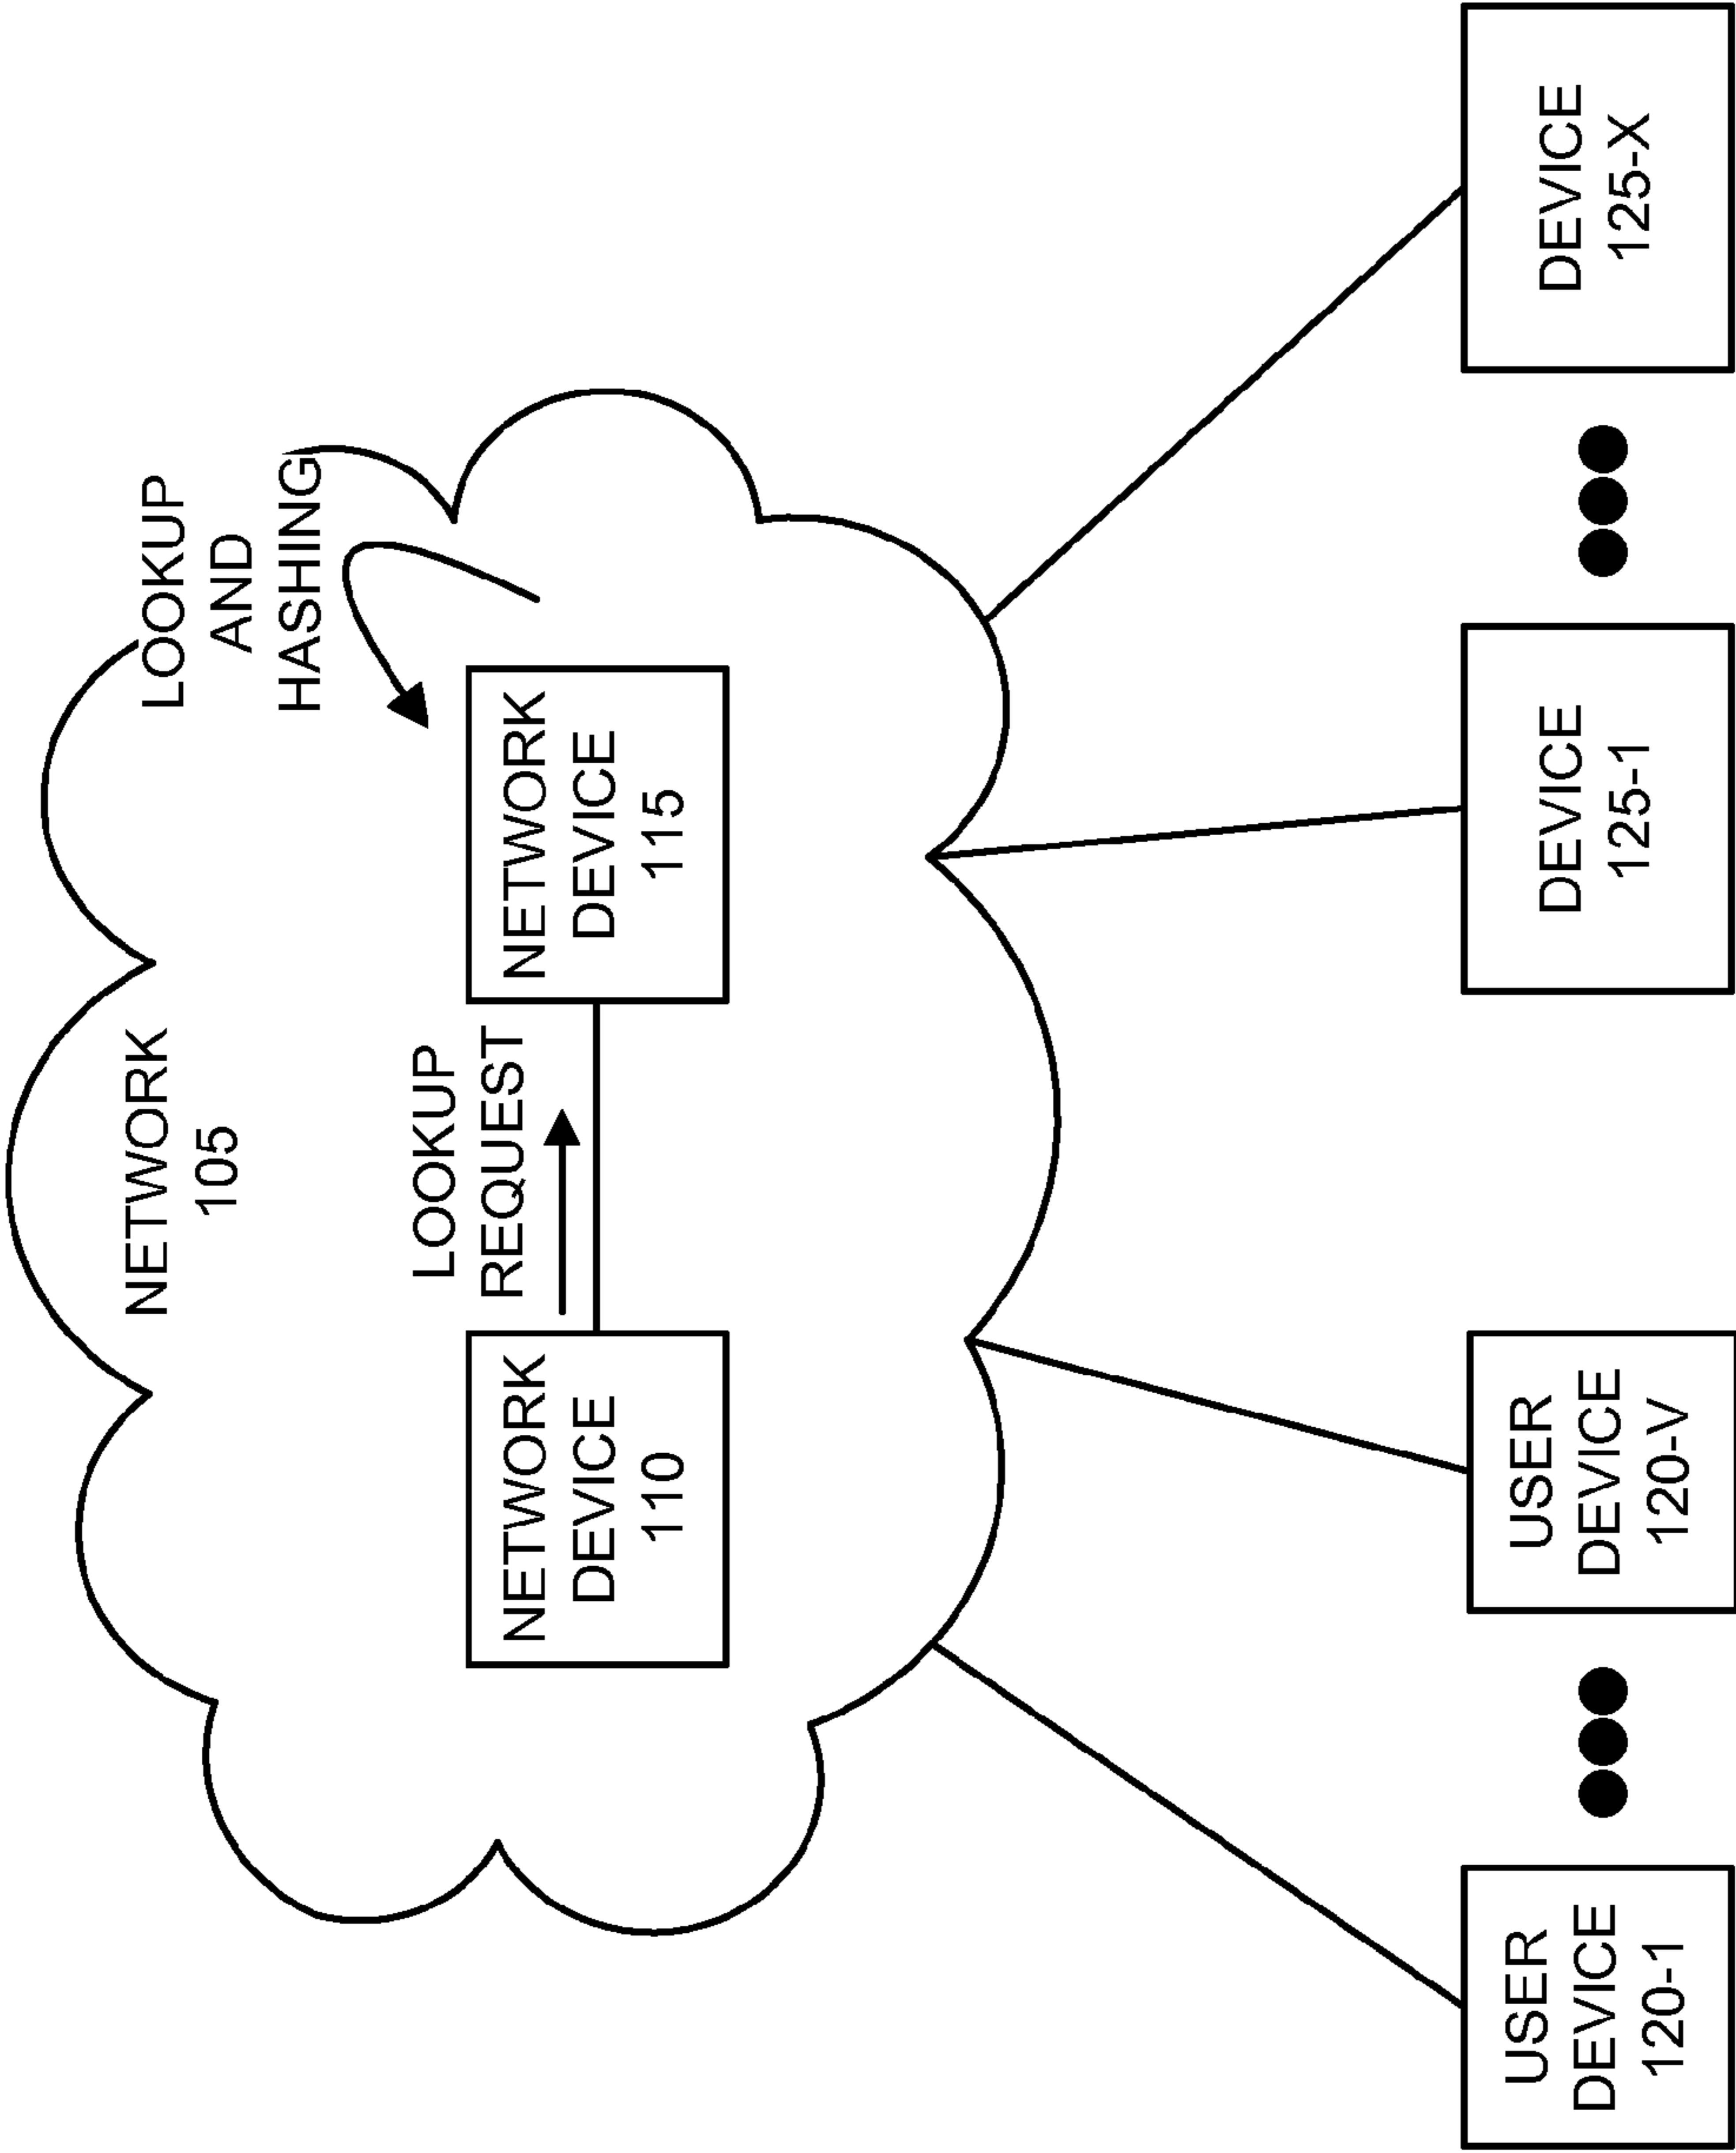 NETWORK
105
LOOKUP
AND
HASHING
LOOKUP
REQUEST
NETWORK
DEVICE
110
NETWORK
DEVICE
115
USER
DEVICE
120-1
USER
DEVICE
120-V
DEVICE
125-1
DEVICE
125-X